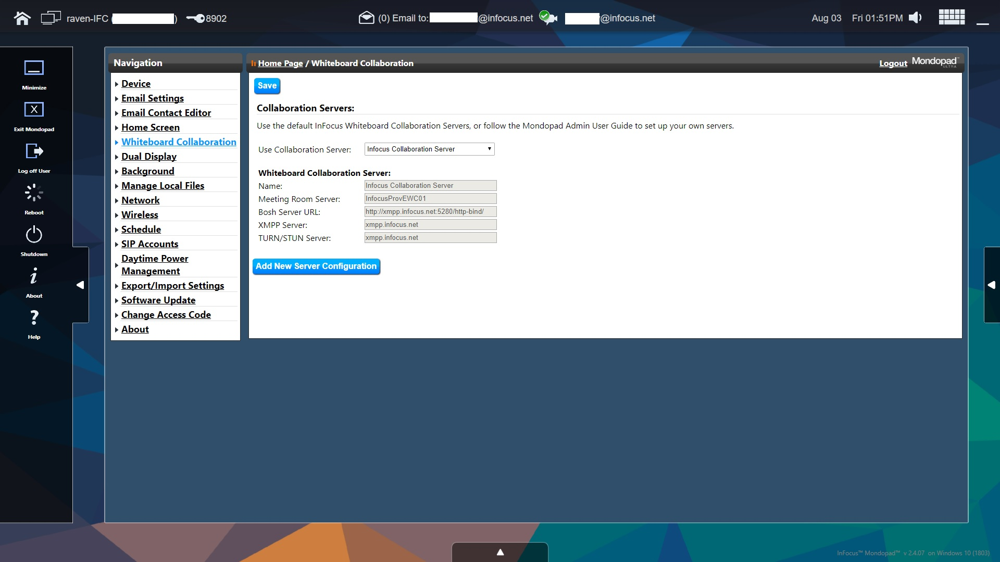 raven-IFC ( ) 8902
(0) Email to: @infocus.net @infocus.net
Aug 03 Fri 01:51PM
Minimize
X
Exit Mondopad
Log off User
Reboot
Shutdown
i
About
?
Help
Navigation
Device
Email Settings
Email Contact Editor
Home Screen
Whiteboard Collaboration
Dual Display
Background
Manage Local Files
Network
Wireless
Schedule
SIP Accounts
Daytime Power
Management
Export/Import Settings
Software Update
Change Access Code
About
Home Page / Whiteboard Collaboration
Logout Mondopad™
ULTRA
Save
Collaboration Servers:
Use the default InFocus Whiteboard Collaboration Servers, or follow the Mondopad Admin User Guide to set up your own servers.
Use Collaboration Server: Infocus Collaboration Server
Whiteboard Collaboration Server:
Name: Infocus Collaboration Server
Meeting Room Server: InfocusProvEWC01
Bosh Server URL: http://xmpp.infocus.net:5280/http-bind/
XMPP Server: xmpp.infocus.net
TURN/STUN Server: xmpp.infocus.net
Add New Server Configuration
InFocus™ Mondopad™ v 2.4.07 on Windows 10 (1803)